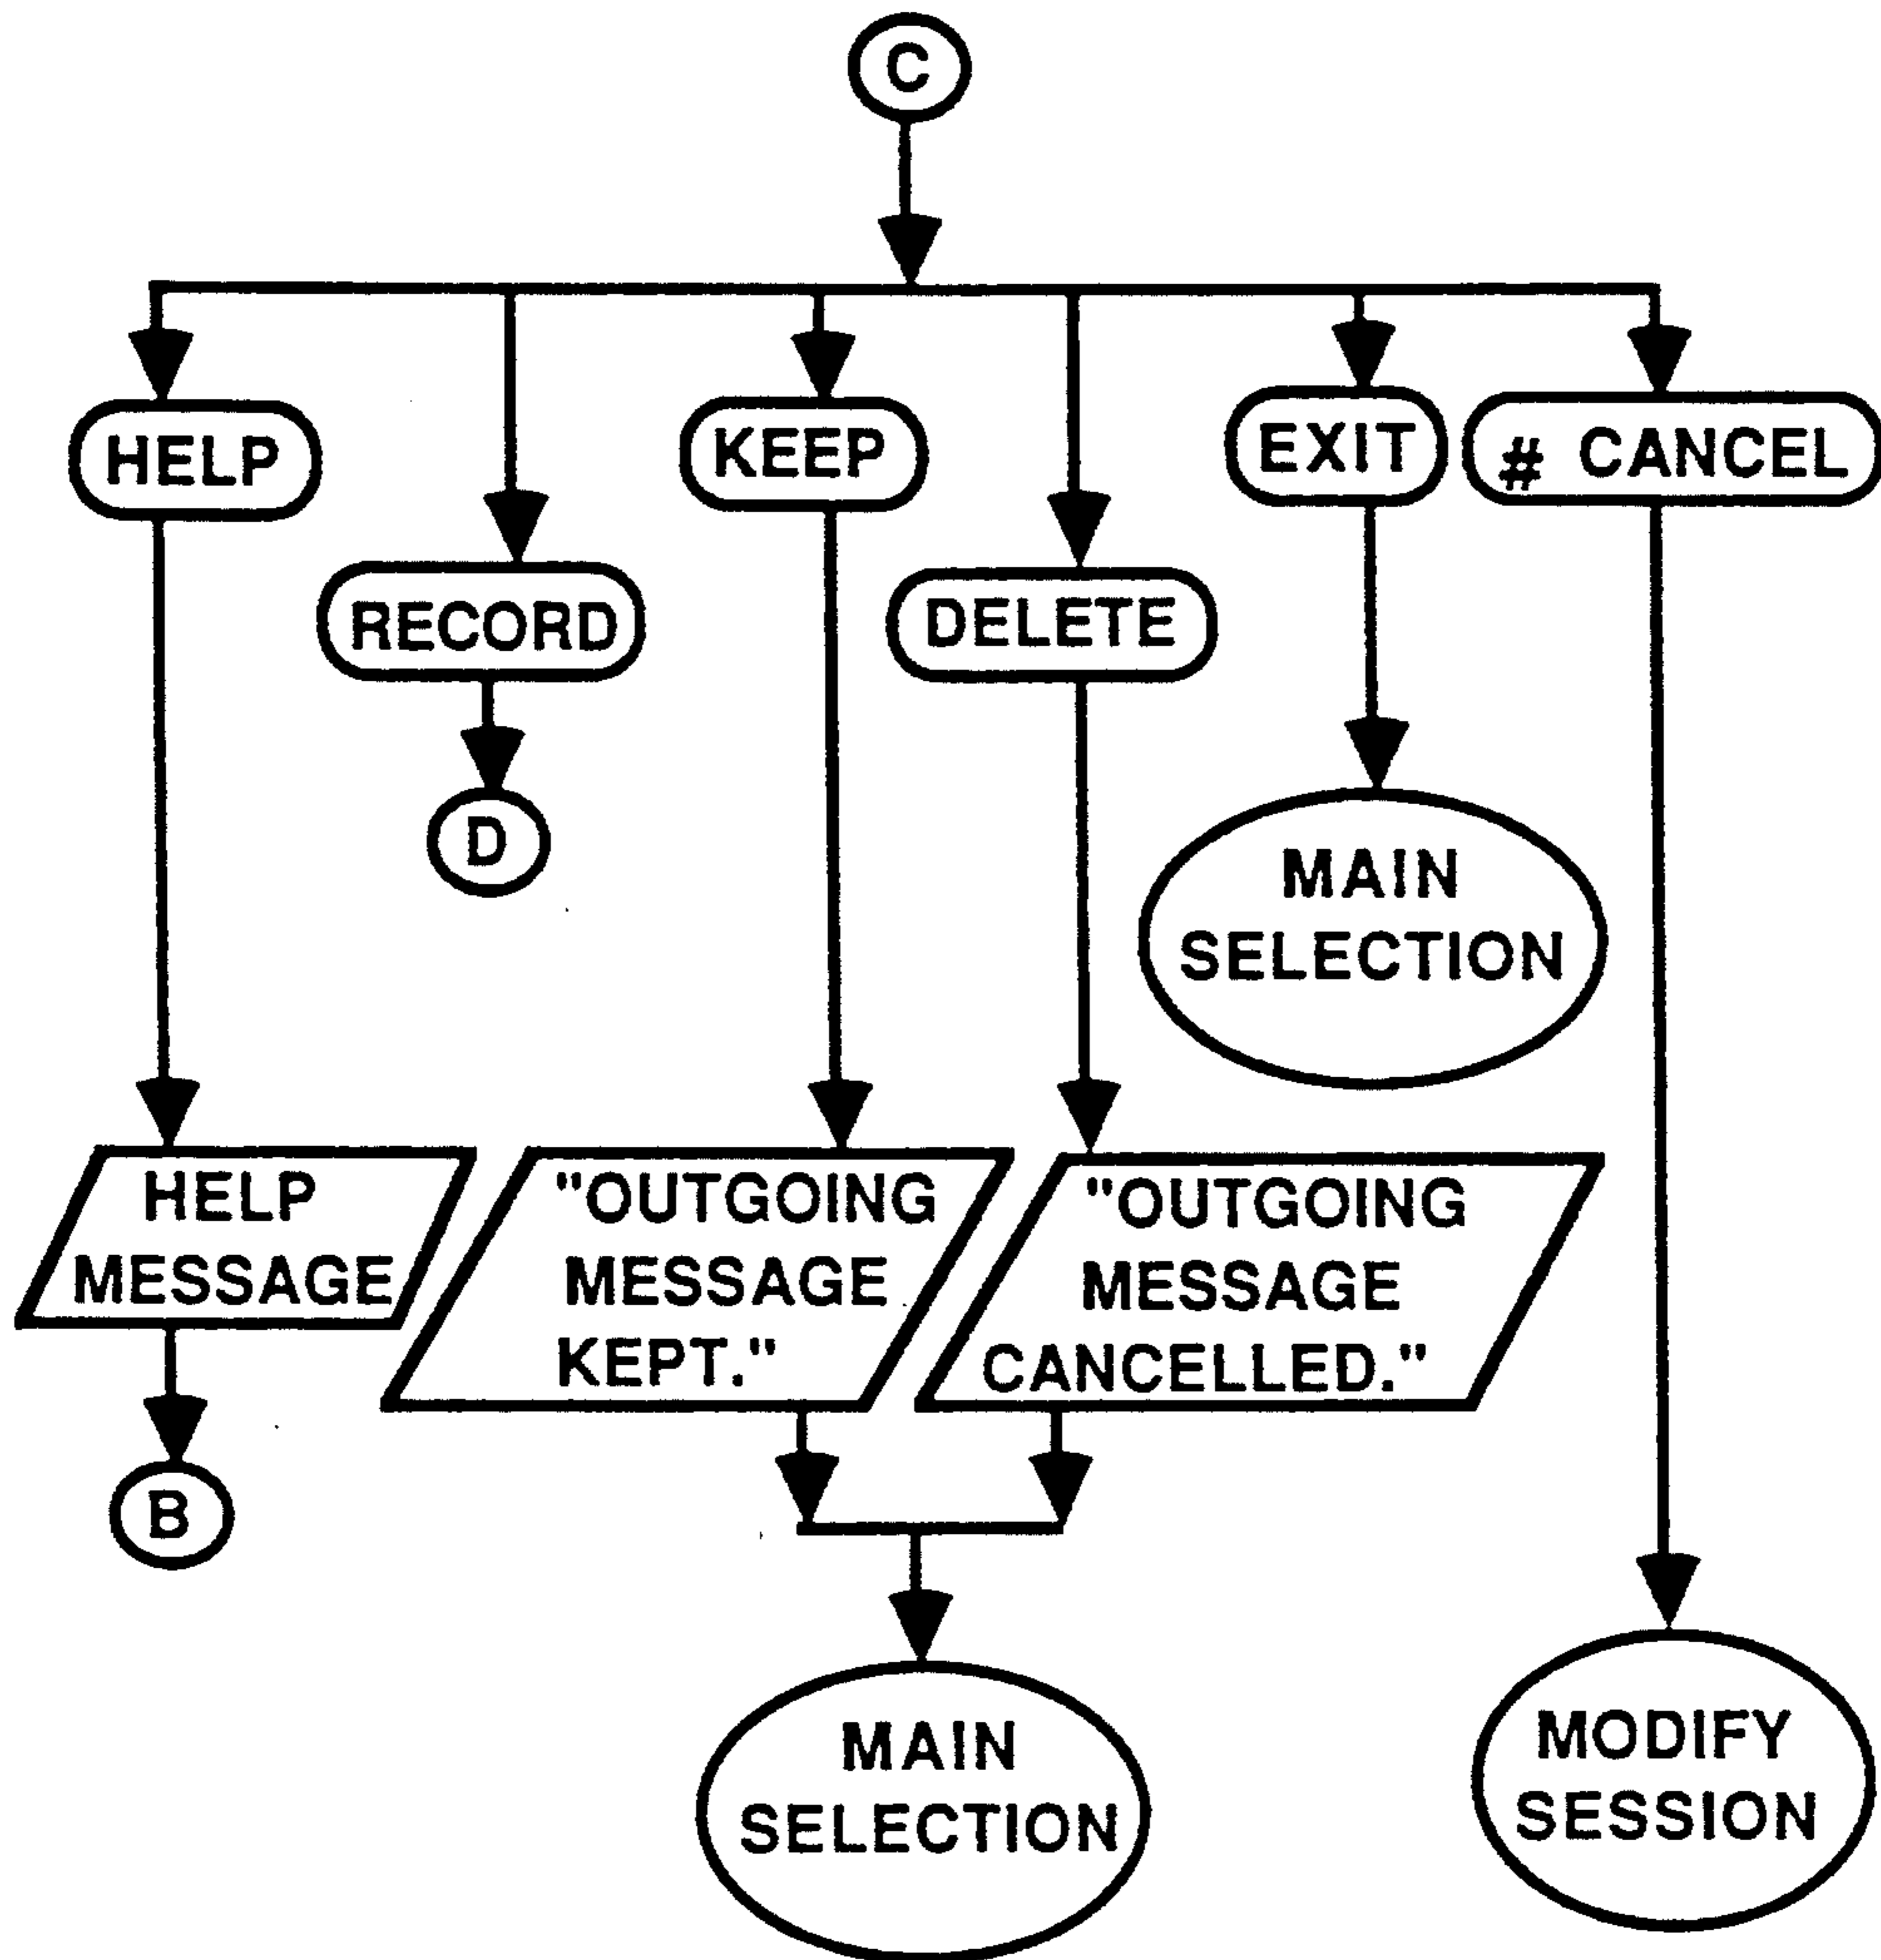 C
HELP
KEEP
EXIT
# CANCEL
RECORD
DELETE
D
MAIN
SELECTION
HELP
MESSAGE
"OUTGOING
MESSAGE
KEPT."
"OUTGOING
MESSAGE
CANCELLED."
B
MAIN
SELECTION
MODIFY
SESSION